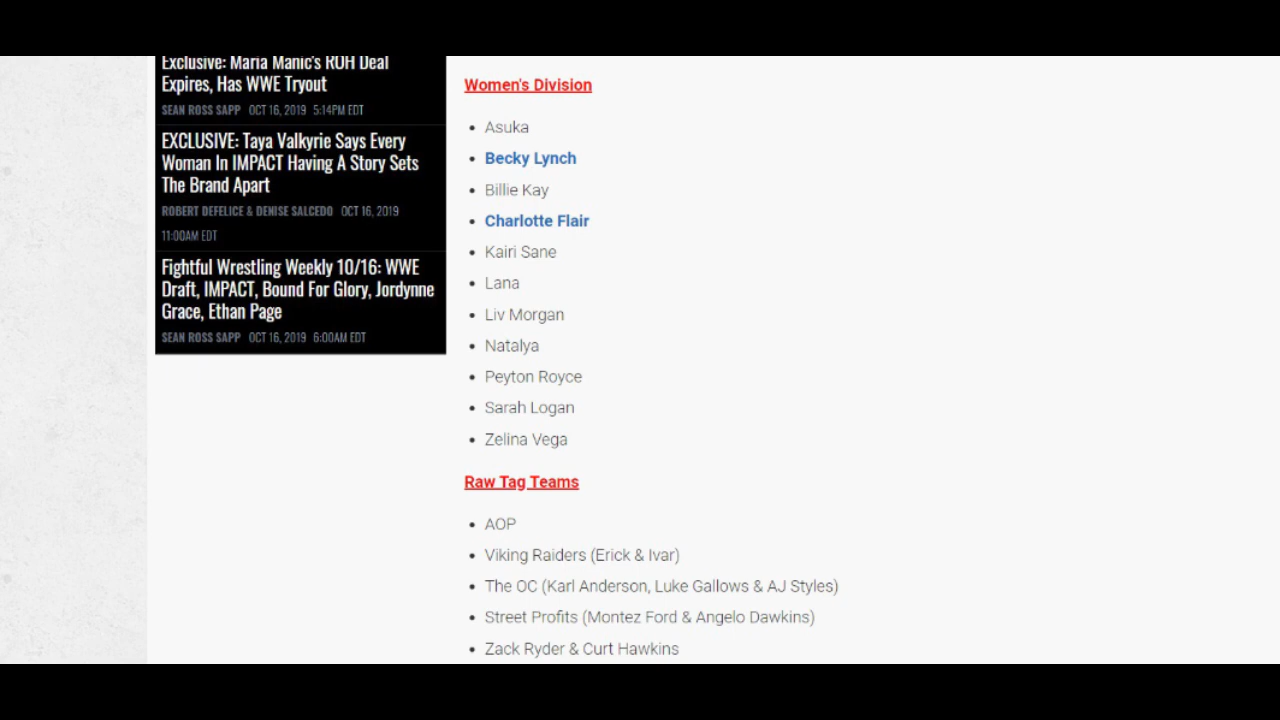 Exclusive: Maria Manic's ROH Deal
Expires, Has WWE Tryout
SEAN ROSS SAPP OCT 16, 2019 5:14PM EDT
EXCLUSIVE: Taya Valkyrie Says Every
Woman In IMPACT Having A Story Sets
The Brand Apart
ROBERT DEFELICE & DENISE SALCEDO OCT 16, 2019
11:00AM EDT
Fightful Wrestling Weekly 10/16: WWE
Draft, IMPACT, Bound For Glory, Jordynne
Grace, Ethan Page
SEAN ROSS SAPP OCT 16, 2019 6:00AM EDT
Women's Division
• Asuka
• Becky Lynch
• Billie Kay
• Charlotte Flair
• Kairi Sane
• Lana
• Liv Morgan
• Natalya
• Peyton Royce
• Sarah Logan
• Zelina Vega
Raw Tag Teams
• AOP
• Viking Raiders (Erick & Ivar)
• The OC (Karl Anderson, Luke Gallows & AJ Styles)
• Street Profits (Montez Ford & Angelo Dawkins)
• Zack Ryder & Curt Hawkins